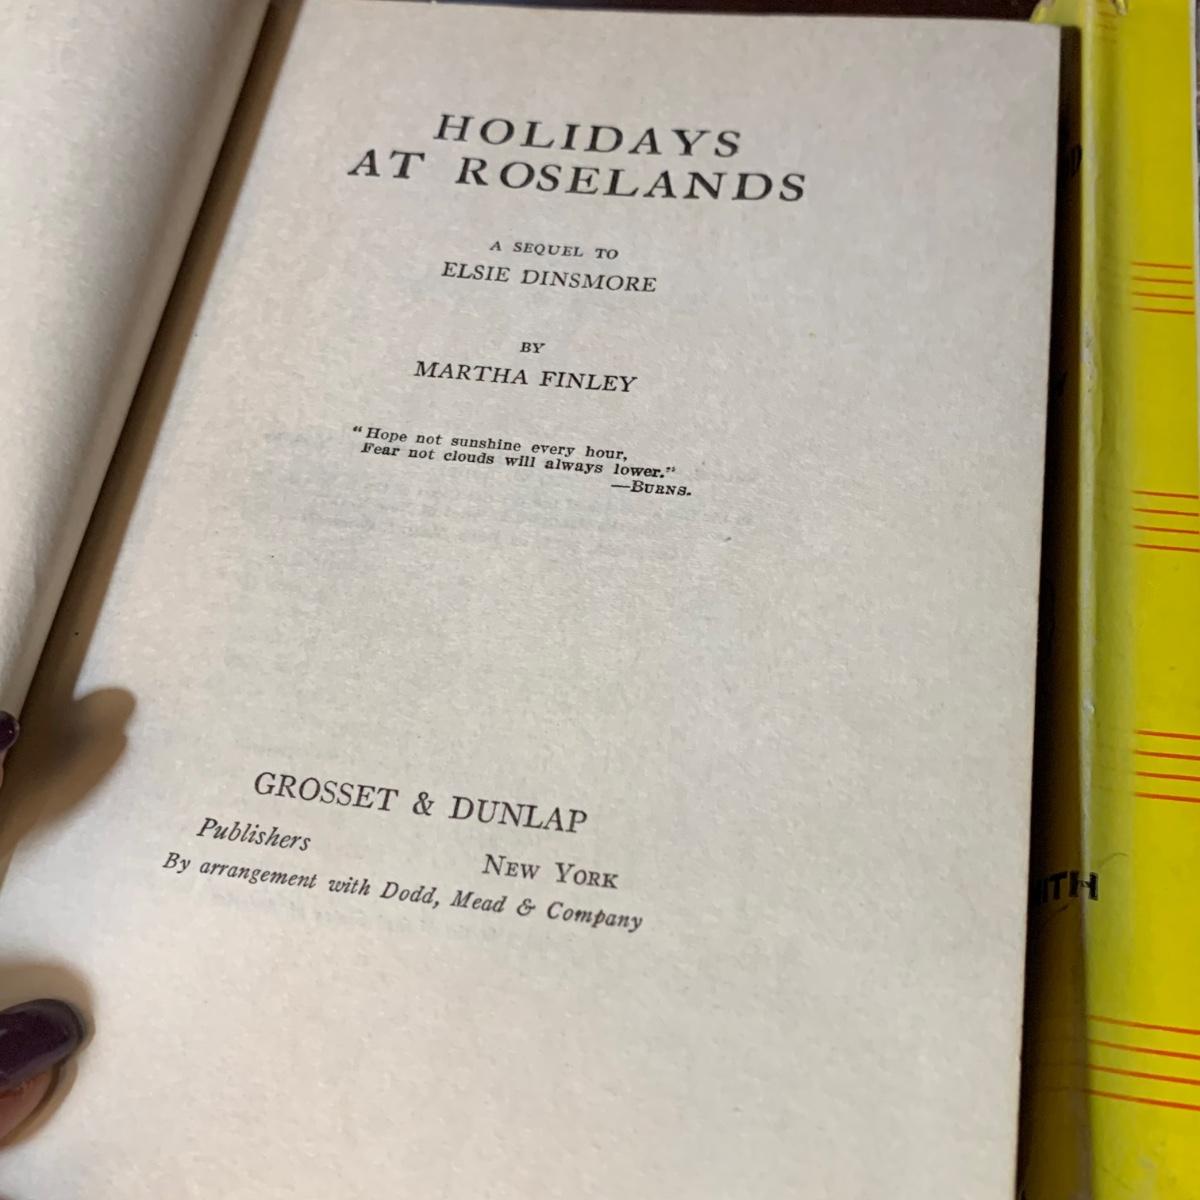 HOLIDAYS
AT ROSELANDS
A SEQUEL TO
ELSIE DINSMORE
BY
MARTHA FINLEY
“Hope not sunshine every hour,
Fear not clouds will always lower.”
—BURNS.
GROSSET & DUNLAP
Publishers NEW YORK
By arrangement with Dodd, Mead & Company
ITH